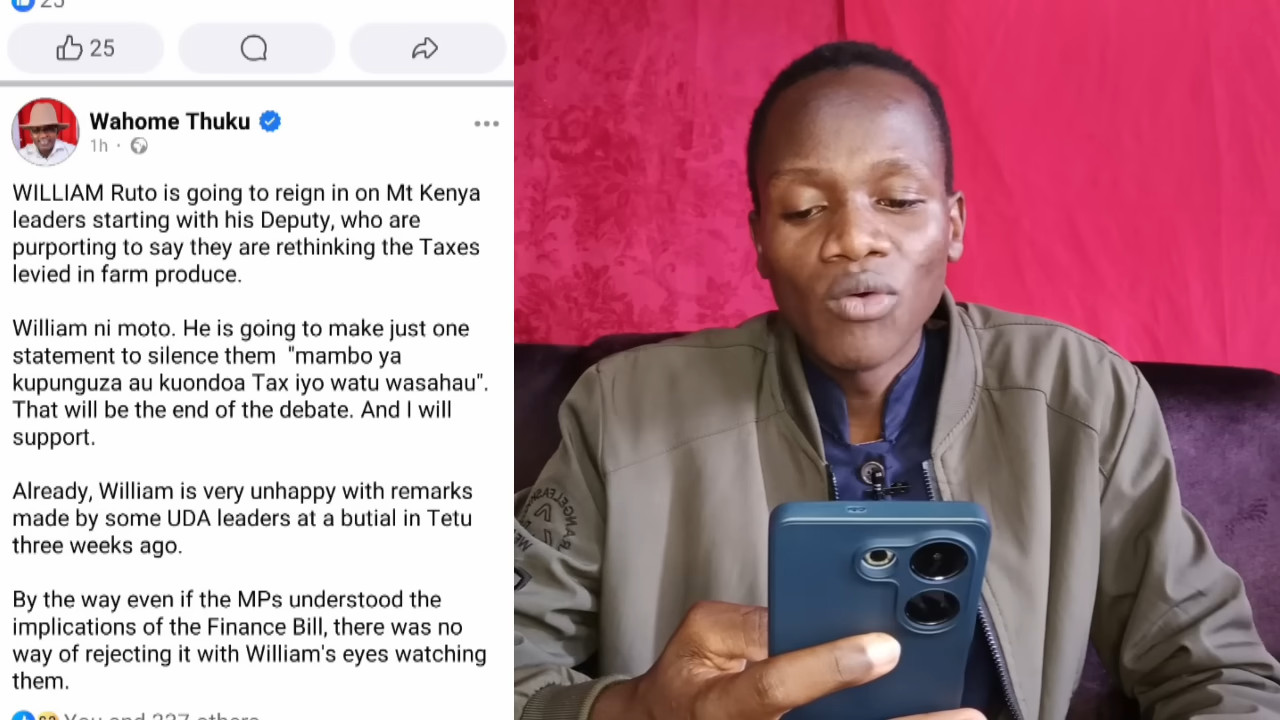 25
25
Wahome Thuku
1h ·
WILLIAM Ruto is going to reign in on Mt Kenya
leaders starting with his Deputy, who are
purporting to say they are rethinking the Taxes
levied in farm produce.
William ni moto. He is going to make just one
statement to silence them "mambo ya
kupunguza au kuondoa Tax iyo watu wasahau".
That will be the end of the debate. And I will
support.
Already, William is very unhappy with remarks
made by some UDA leaders at a butial in Tetu
three weeks ago.
By the way even if the MPs understood the
implications of the Finance Bill, there was no
way of rejecting it with William's eyes watching
them.
You and 227 others